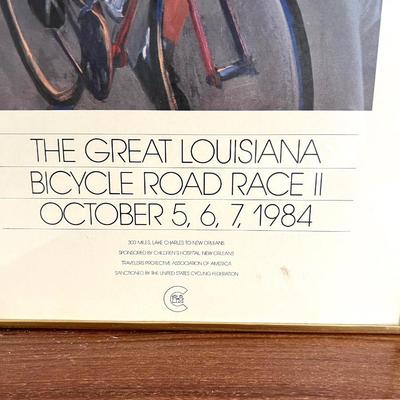 THE GREAT LOUISIANA
BICYCLE ROAD RACE II
OCTOBER 5, 6, 7, 1984
300 MILES, LAKE CHARLES TO NEW ORLEANS
SPONSORED BY CHILDREN'S HOSPITAL NEW ORLEANS
TRAVELERS PROTECTIVE ASSOCIATION OF AMERICA
SANCTIONED BY THE UNITED STATES CYCLING FEDERATION